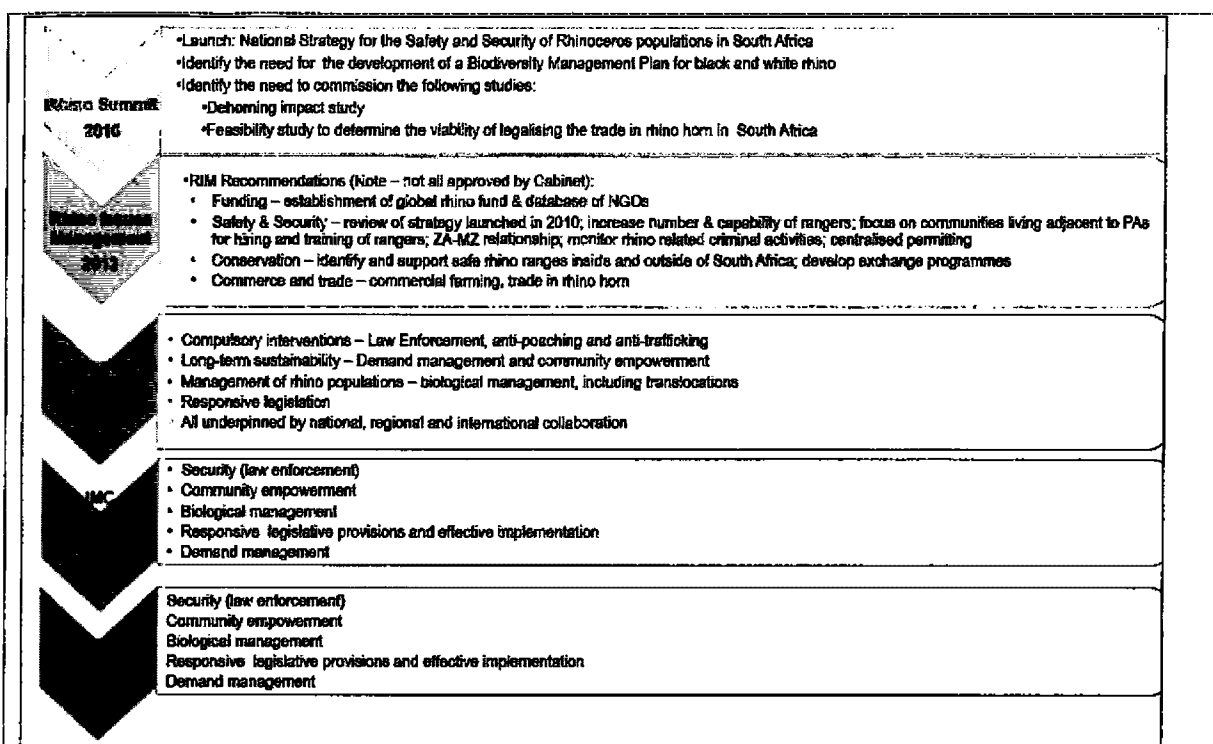 Rhino Summit
2010
•Launch: National Strategy for the Safety and Security of Rhinoceros populations in South Africa
•Identify the need for the development of a Biodiversity Management Plan for black and white rhino
•Identify the need to commission the following studies:
•Dehorning impact study
•Feasibility study to determine the viability of legalising the trade in rhino horn in South Africa
Rhino Issues
Management
2013
•RIM Recommendations (Note – not all approved by Cabinet):
• Funding – establishment of global rhino fund & database of NGOs
• Safety & Security – review of strategy launched in 2010; increase number & capability of rangers; focus on communities living adjacent to PAs
for hiring and training of rangers; ZA-MZ relationship; monitor rhino related criminal activities; centralised permitting
• Conservation – identify and support safe rhino ranges inside and outside of South Africa; develop exchange programmes
• Commerce and trade – commercial farming, trade in rhino horn
• Compulsory interventions – Law Enforcement, anti-poaching and anti-trafficking
• Long-term sustainability – Demand management and community empowerment
• Management of rhino populations – biological management, including translocations
• Responsive legislation
• All underpinned by national, regional and international collaboration
IMC
• Security (law enforcement)
• Community empowerment
• Biological management
• Responsive legislative provisions and effective implementation
• Demand management
Security (law enforcement)
Community empowerment
Biological management
Responsive legislative provisions and effective implementation
Demand management